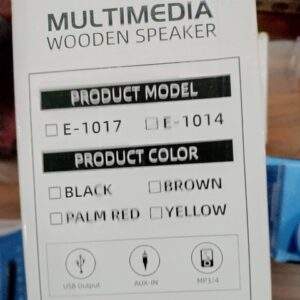 MULTIMEDIA
WOODEN SPEAKER
PRODUCT MODEL
E-1017 E-1014
PRODUCT COLOR
BLACK BROWN
PALM RED YELLOW
USB Output AUX-IN MP3/4